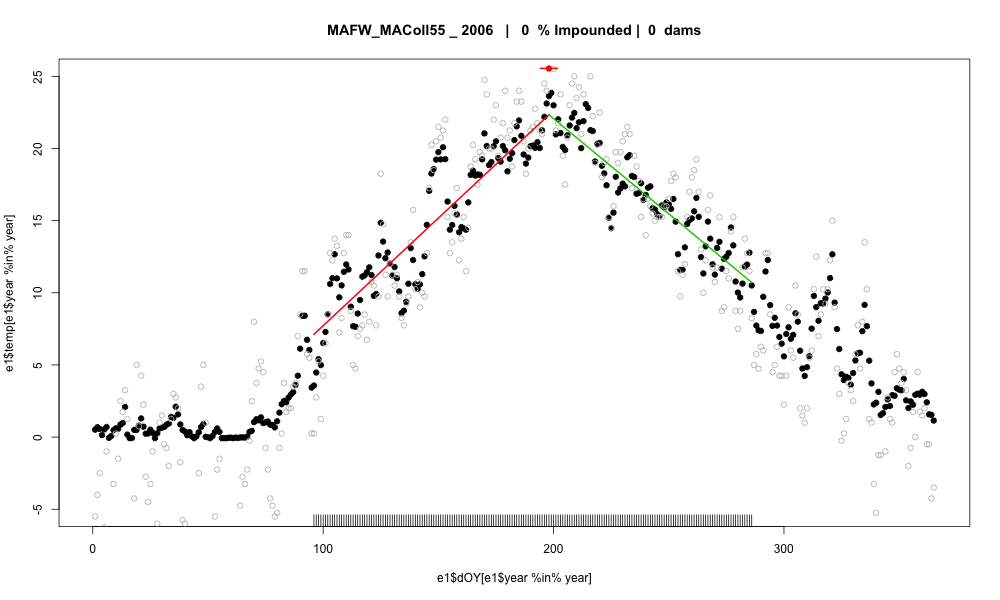 MAFW_MAColl55 _ 2006 | 0 % Impounded | 0 dams
25
20
15
10
5
0
-5
e1$temp[e1$year %in% year]
0 100 200 300
e1$dOY[e1$year %in% year]